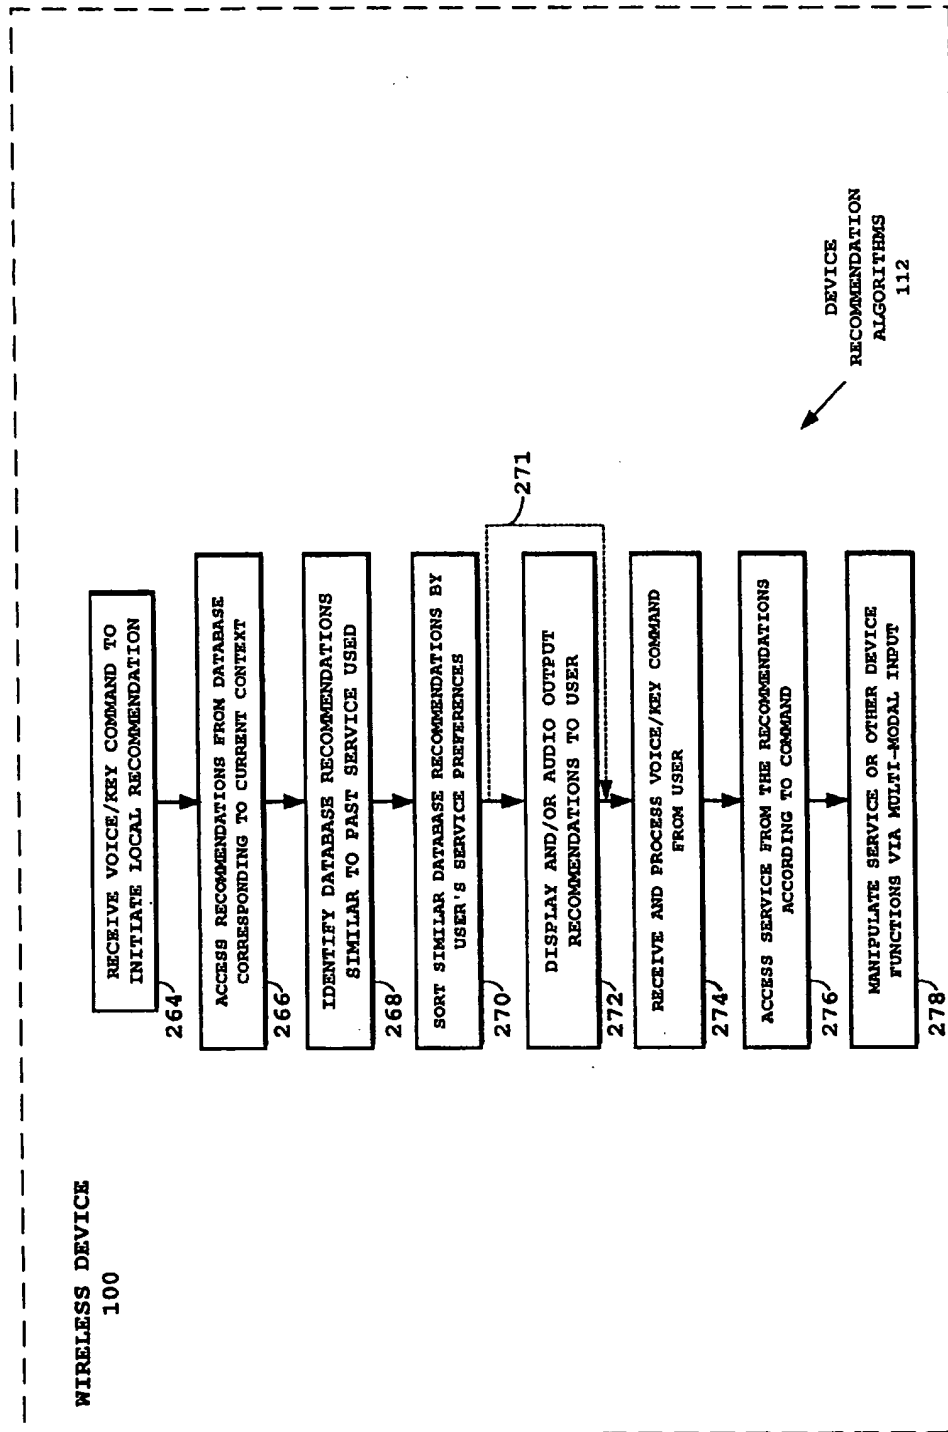 WIRELESS DEVICE
100
RECEIVE VOICE/KEY COMMAND TO
INITIATE LOCAL RECOMMENDATION
264
ACCESS RECOMMENDATIONS FROM DATABASE
CORRESPONDING TO CURRENT CONTEXT
266
IDENTIFY DATABASE RECOMMENDATIONS
SIMILAR TO PAST SERVICE USED
268
SORT SIMILAR DATABASE RECOMMENDATIONS BY
USER'S SERVICE PREFERENCES
270
271
DISPLAY AND/OR AUDIO OUTPUT
RECOMMENDATIONS TO USER
272
RECEIVE AND PROCESS VOICE/KEY COMMAND
FROM USER
274
ACCESS SERVICE FROM THE RECOMMENDATIONS
ACCORDING TO COMMAND
276
MANIPULATE SERVICE OR OTHER DEVICE
FUNCTIONS VIA MULTI-MODAL INPUT
278
DEVICE
RECOMMENDATION
ALGORITHMS
112